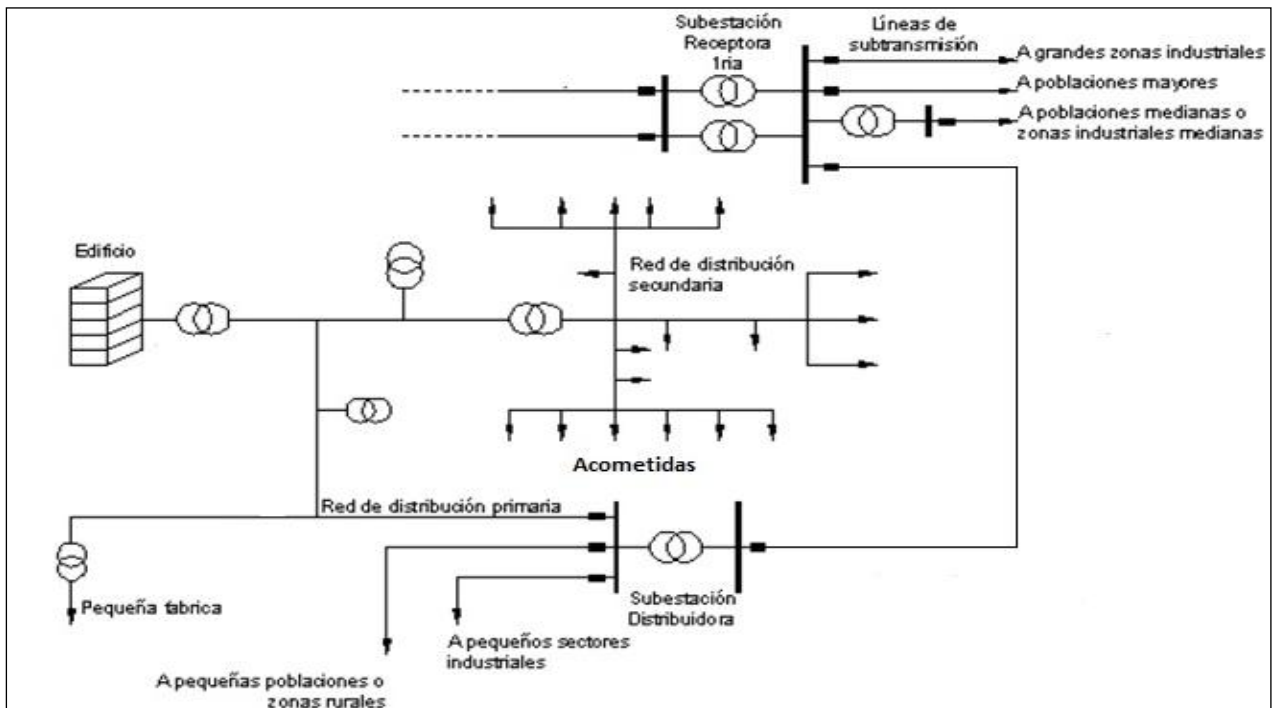 Subestación
Receptora
1ria
Líneas de
subtransmisión
A grandes zonas industriales
A poblaciones mayores
A poblaciones medianas o
zonas industriales medianas
Edificio
Red de distribución
secundaria
Acometidas
Red de distribución primaria
Pequeña fabrica
Subestación
Distribuidora
A pequeños sectores
industriales
A pequeñas poblaciones o
zonas rurales